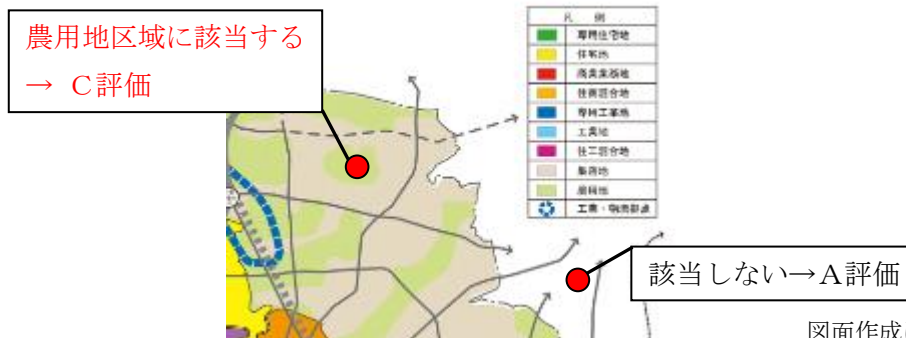 農用地区域に該当する
→ C評価
凡 例
専用住宅地
住宅地
商業業務地
住商混合地
専用工業地
工業地
住工混合地
集落地
農用地
工業・物流拠点
該当しない→A評価
図面作成